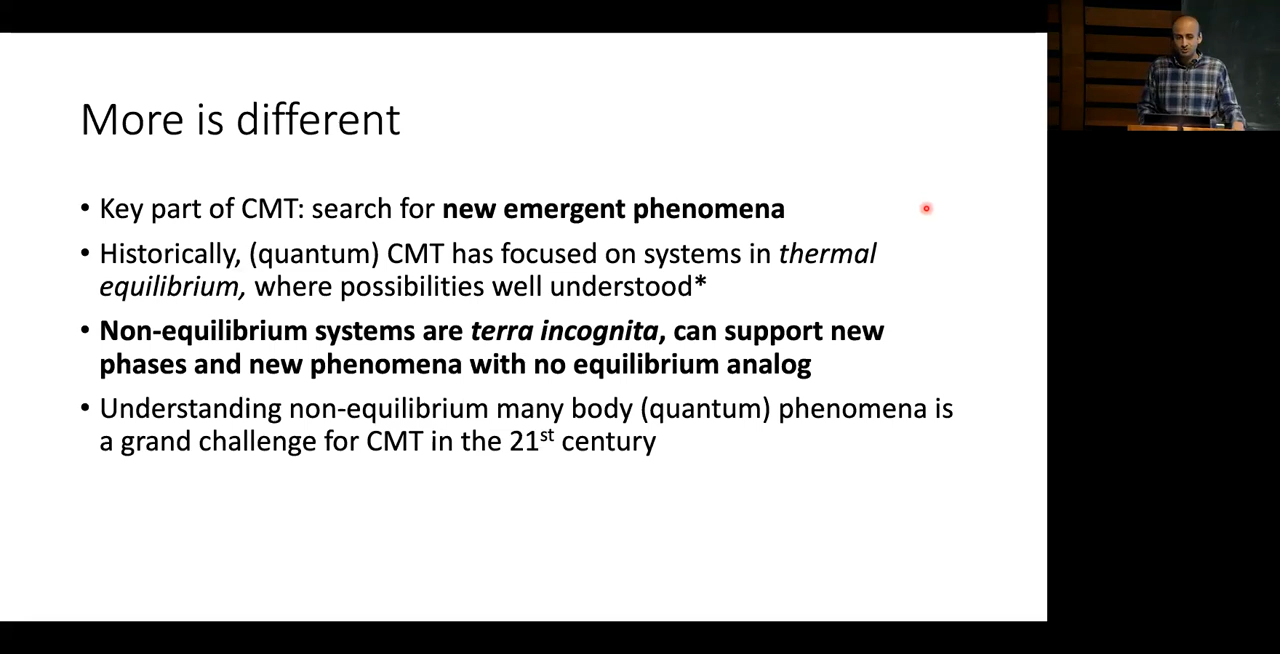 More is different
• Key part of CMT: search for new emergent phenomena
• Historically, (quantum) CMT has focused on systems in thermal
equilibrium, where possibilities well understood*
• Non-equilibrium systems are terra incognita, can support new
phases and new phenomena with no equilibrium analog
• Understanding non-equilibrium many body (quantum) phenomena is
a grand challenge for CMT in the 21st century